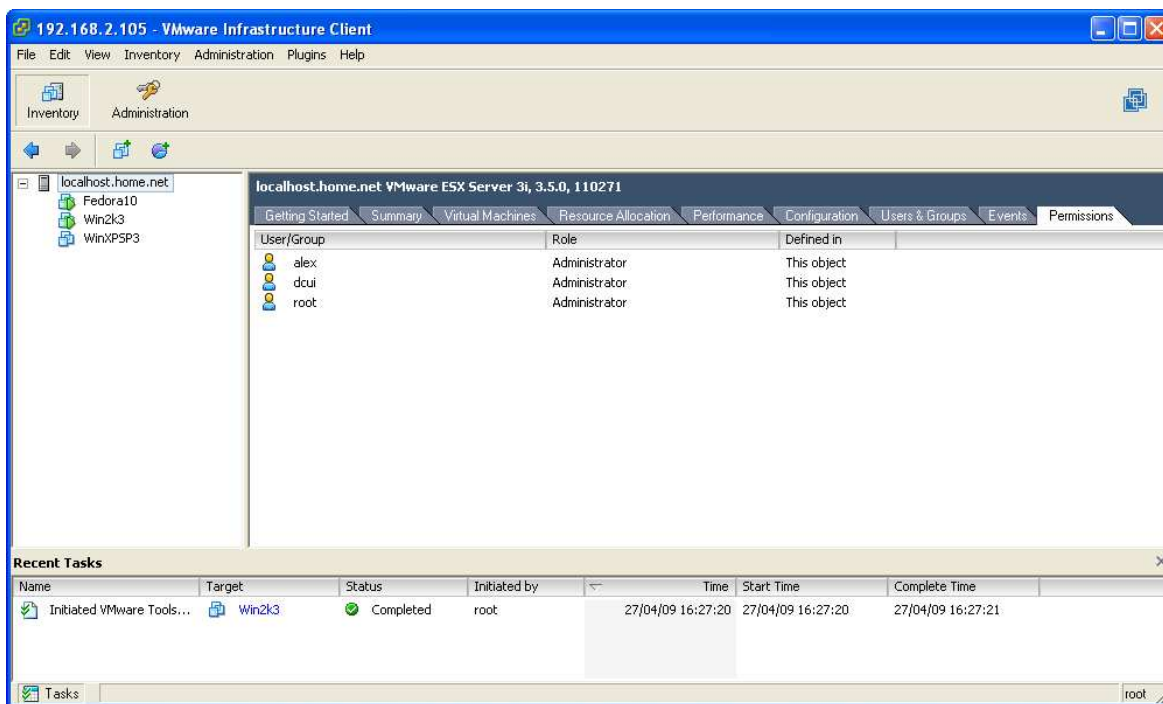 192.168.2.105 - VMware Infrastructure Client
File Edit View Inventory Administration Plugins Help
Inventory Administration
localhost.home.net
Fedora10
Win2k3
WinXPSP3
localhost.home.net VMware ESX Server 3i, 3.5.0, 110271
Getting Started Summary Virtual Machines Resource Allocation Performance Configuration Users & Groups Events Permissions
User/Group Role Defined in
alex Administrator This object
dcui Administrator This object
root Administrator This object
Recent Tasks
Name Target Status Initiated by Time Start Time Complete Time
Initiated VMware Tools... Win2k3 Completed root 27/04/09 16:27:20 27/04/09 16:27:20 27/04/09 16:27:21
Tasks root